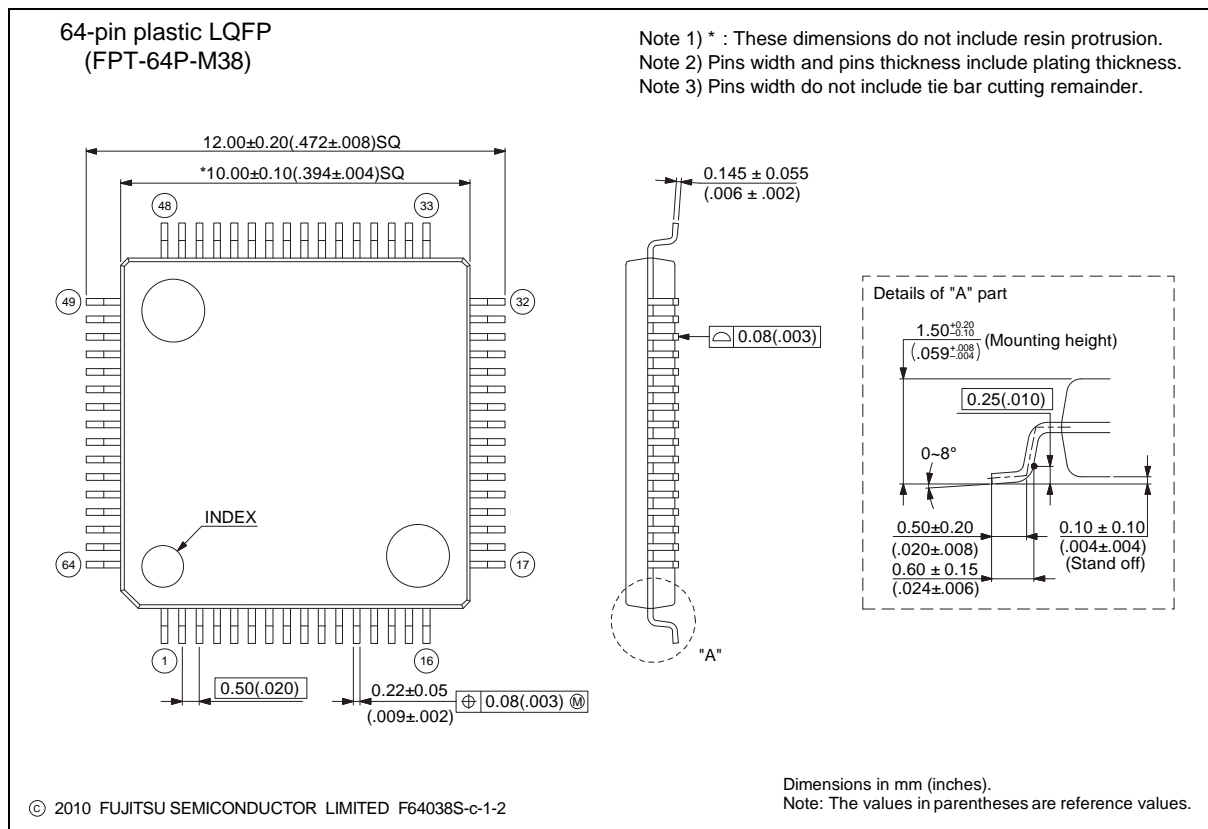 64-pin plastic LQFP
(FPT-64P-M38)
Note 1) * : These dimensions do not include resin protrusion.
Note 2) Pins width and pins thickness include plating thickness.
Note 3) Pins width do not include tie bar cutting remainder.
12.00±0.20(.472±.008)SQ
*10.00±0.10(.394±.004)SQ
48
33
49
32
INDEX
64
17
1
16
0.50(.020)
0.22±0.05
(.009±.002)
0.08(.003) Ⓜ
0.145 ± 0.055
(.006 ± .002)
0.08(.003)
"A"
Details of "A" part
1.50 +0.20 –0.10
(.059 +.008 –.004)
(Mounting height)
0.25(.010)
0~8°
0.50±0.20
(.020±.008)
0.60 ± 0.15
(.024±.006)
0.10 ± 0.10
(.004±.004)
(Stand off)
© 2010 FUJITSU SEMICONDUCTOR LIMITED F64038S-c-1-2
Dimensions in mm (inches).
Note: The values in parentheses are reference values.